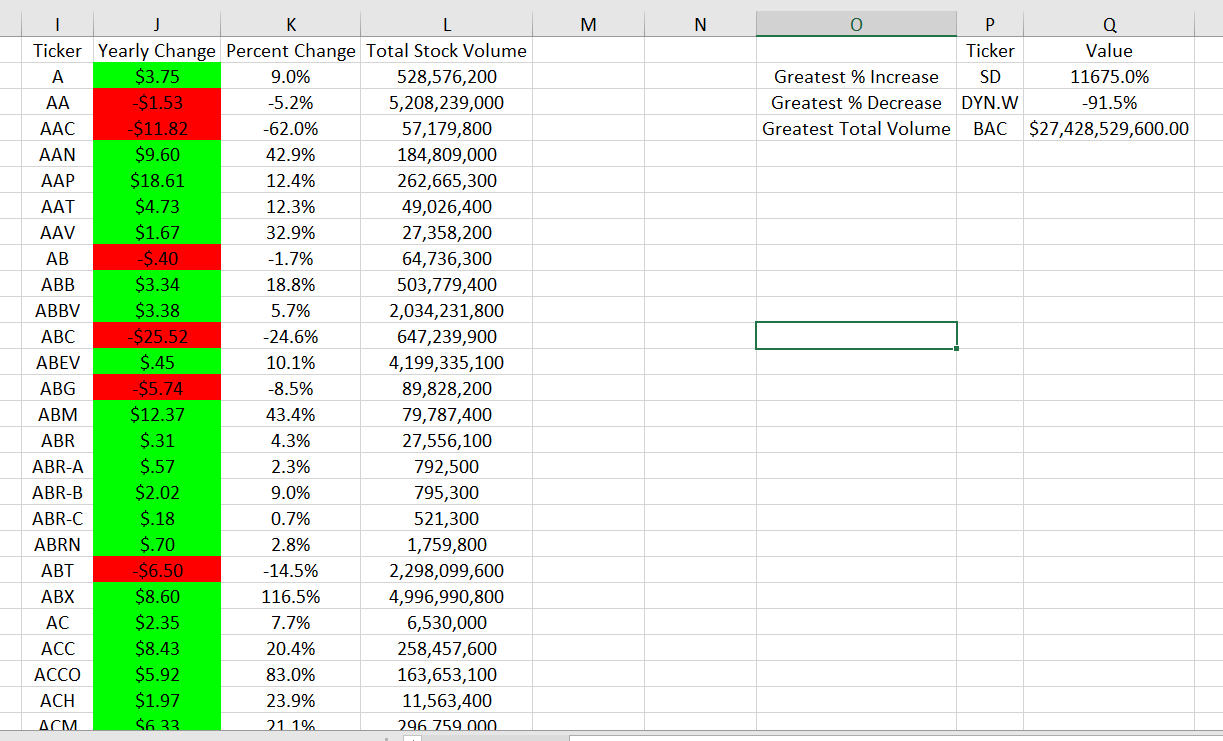 I J K L M N O P Q
Ticker Yearly Change Percent Change Total Stock Volume Ticker Value
A $3.75 9.0% 528,576,200 Greatest % Increase SD 11675.0%
AA -$1.53 -5.2% 5,208,239,000 Greatest % Decrease DYN.W -91.5%
AAC -$11.82 -62.0% 57,179,800 Greatest Total Volume BAC $27,428,529,600.00
AAN $9.60 42.9% 184,809,000
AAP $18.61 12.4% 262,665,300
AAT $4.73 12.3% 49,026,400
AAV $1.67 32.9% 27,358,200
AB -$.40 -1.7% 64,736,300
ABB $3.34 18.8% 503,779,400
ABBV $3.38 5.7% 2,034,231,800
ABC -$25.52 -24.6% 647,239,900
ABEV $.45 10.1% 4,199,335,100
ABG -$5.74 -8.5% 89,828,200
ABM $12.37 43.4% 79,787,400
ABR $.31 4.3% 27,556,100
ABR-A $.57 2.3% 792,500
ABR-B $2.02 9.0% 795,300
ABR-C $.18 0.7% 521,300
ABRN $.70 2.8% 1,759,800
ABT -$6.50 -14.5% 2,298,099,600
ABX $8.60 116.5% 4,996,990,800
AC $2.35 7.7% 6,530,000
ACC $8.43 20.4% 258,457,600
ACCO $5.92 83.0% 163,653,100
ACH $1.97 23.9% 11,563,400
ACM $6.33 21.1% 296,759,000